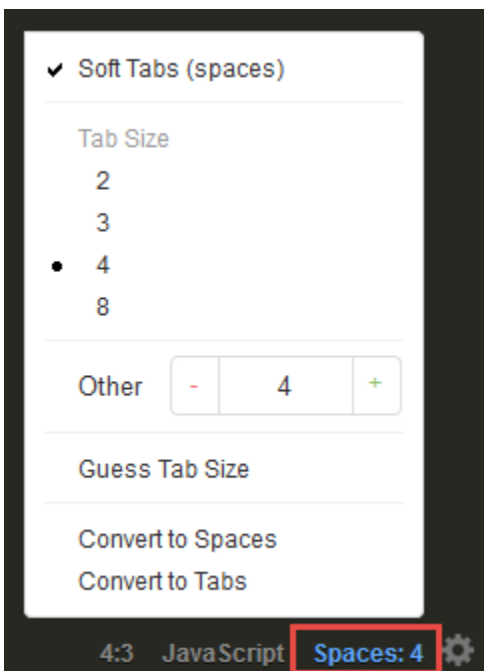 Soft Tabs (spaces)
Tab Size
2
3
4
8
Other - 4 +
Guess Tab Size
Convert to Spaces
Convert to Tabs
4:3 JavaScript Spaces: 4